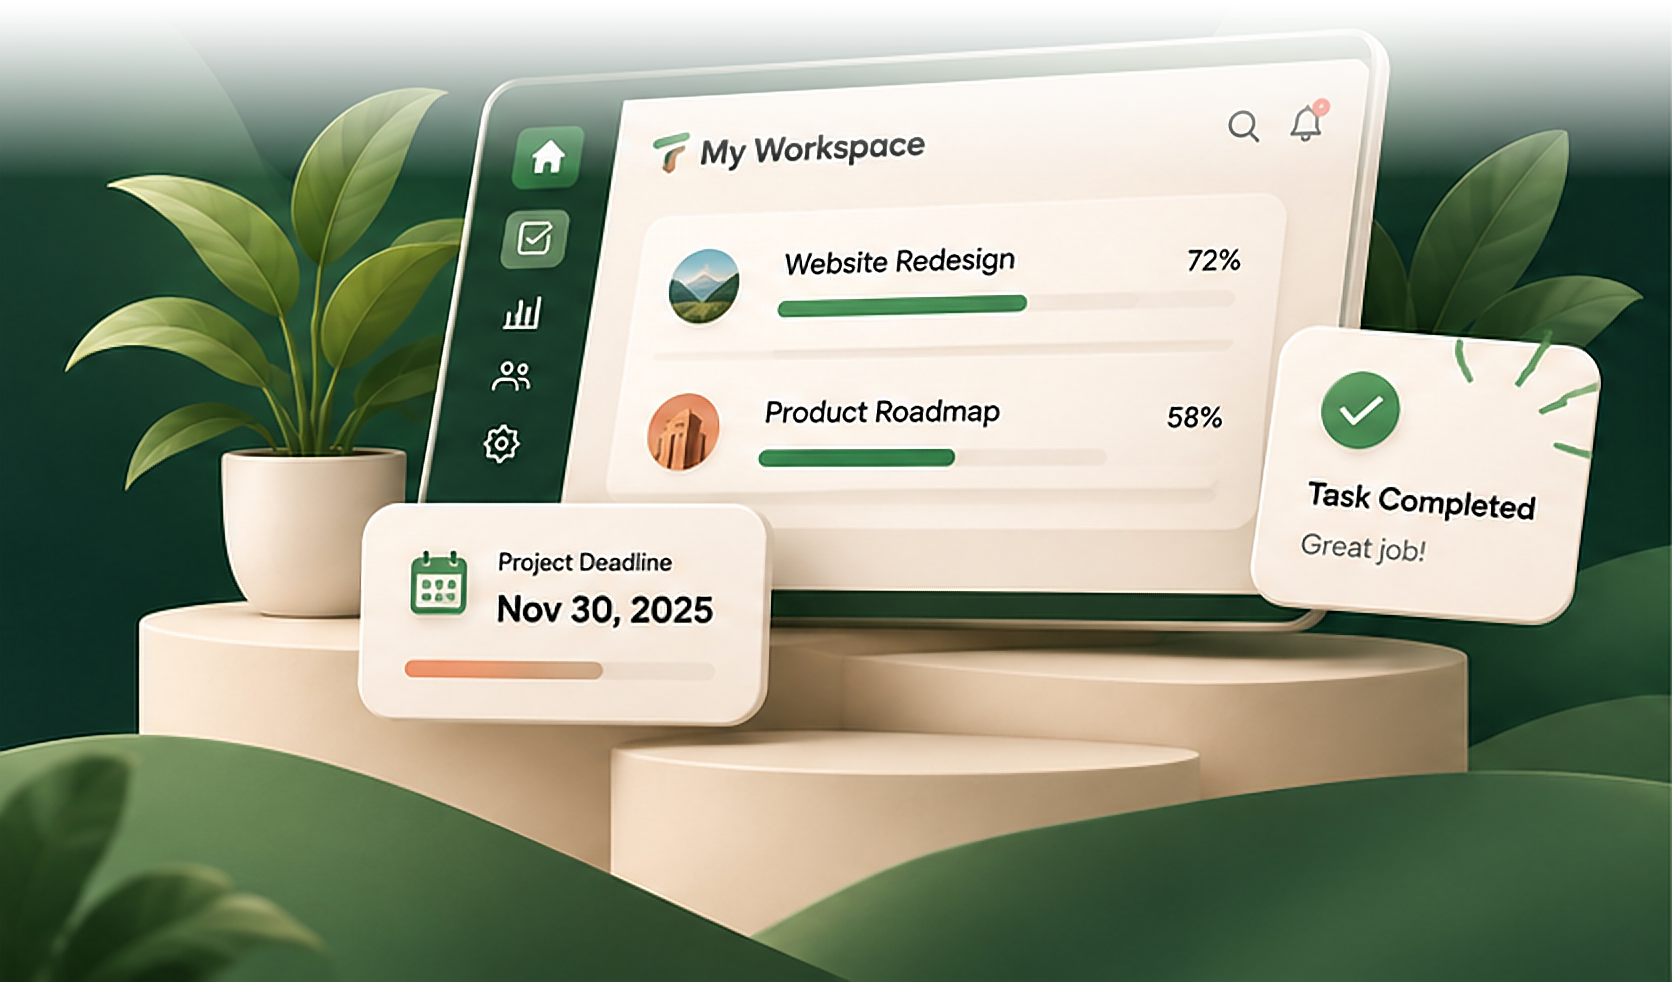 My Workspace
Website Redesign
72%
Product Roadmap
58%
Task Completed
Great job!
Project Deadline
Nov 30, 2025